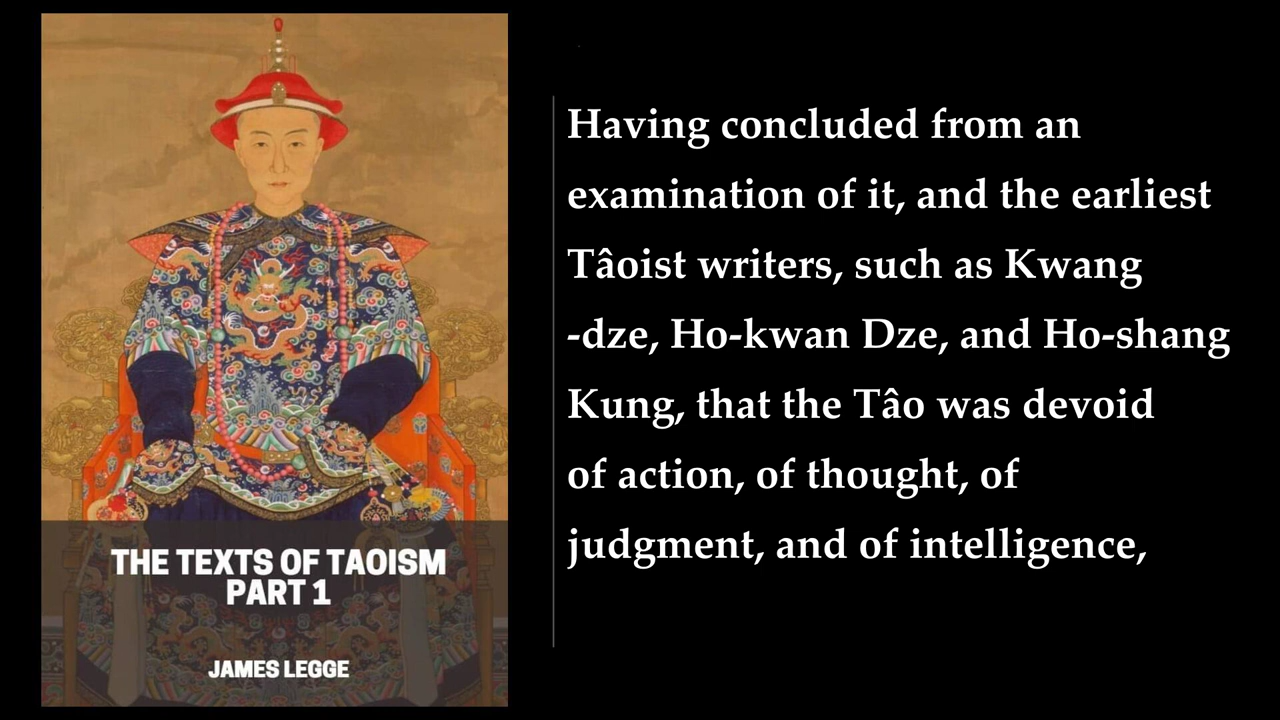 THE TEXTS OF TAOISM
PART 1
JAMES LEGGE
Having concluded from an
examination of it, and the earliest
Tâoist writers, such as Kwang
-dze, Ho-kwan Dze, and Ho-shang
Kung, that the Tâo was devoid
of action, of thought, of
judgment, and of intelligence,